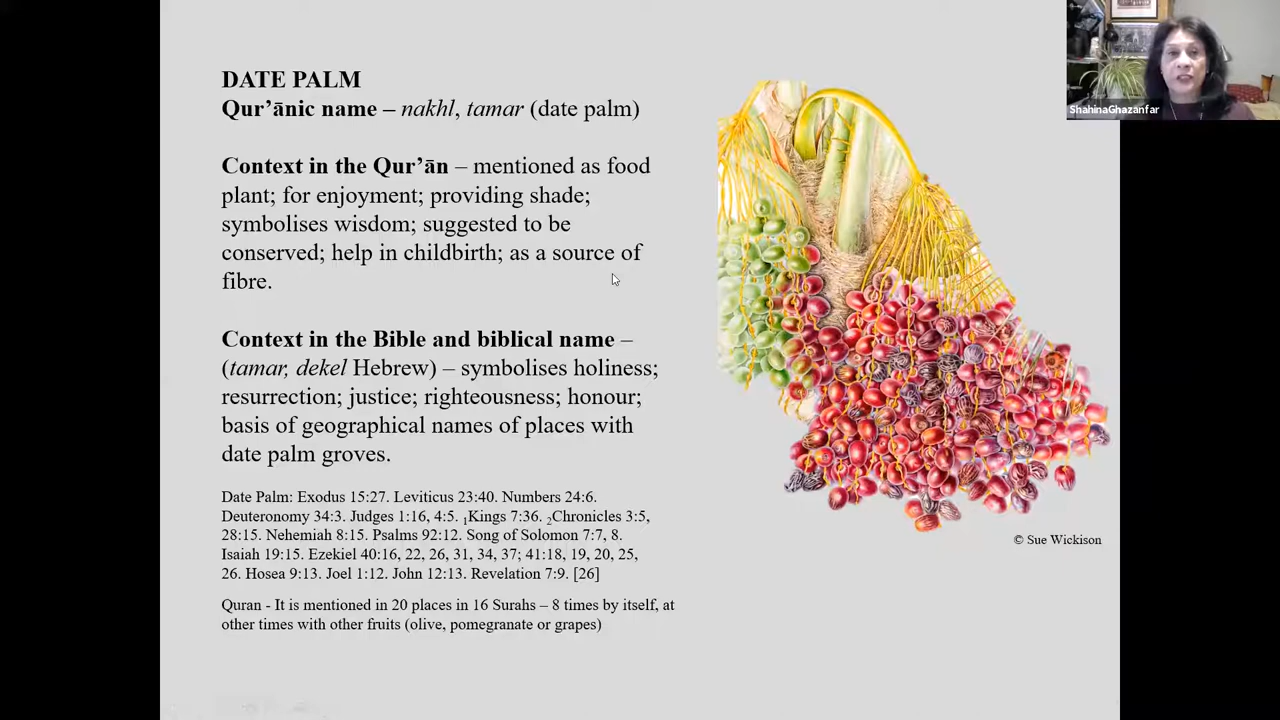 DATE PALM
Qur’ānic name – nakhl, tamar (date palm)
Context in the Qur’ān – mentioned as food
plant; for enjoyment; providing shade;
symbolises wisdom; suggested to be
conserved; help in childbirth; as a source of
fibre.
Context in the Bible and biblical name –
(tamar, dekel Hebrew) – symbolises holiness;
resurrection; justice; righteousness; honour;
basis of geographical names of places with
date palm groves.
Date Palm: Exodus 15:27. Leviticus 23:40. Numbers 24:6.
Deuteronomy 34:3. Judges 1:16, 4:5. 1Kings 7:36. 2Chronicles 3:5,
28:15. Nehemiah 8:15. Psalms 92:12. Song of Solomon 7:7, 8.
Isaiah 19:15. Ezekiel 40:16, 22, 26, 31, 34, 37; 41:18, 19, 20, 25,
26. Hosea 9:13. Joel 1:12. John 12:13. Revelation 7:9. [26]
Quran - It is mentioned in 20 places in 16 Surahs – 8 times by itself, at
other times with other fruits (olive, pomegranate or grapes)
© Sue Wickison
ShahinaGhazanfar